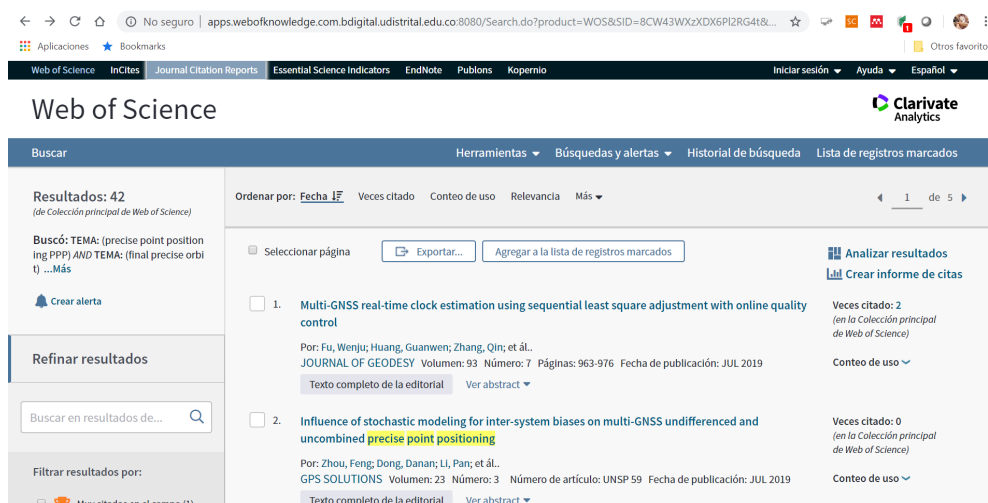 No seguro | apps.webofknowledge.com.bdigital.udistrital.edu.co:8080/Search.do?product=WOS&SID=8CW43WXzXDX6PI2RG4t8&...
SC
1
Aplicaciones Bookmarks Otros favorito
Web of Science InCites Journal Citation Reports Essential Science Indicators EndNote Publons Kopernio Iniciar sesión Ayuda Español
Web of Science
Clarivate
Analytics
Buscar Herramientas Búsquedas y alertas Historial de búsqueda Lista de registros marcados
Resultados: 42
(de Colección principal de Web of Science)
Buscó: TEMA: (precise point position
ing PPP) AND TEMA: (final precise orbi
t) ...Más
Crear alerta
Refinar resultados
Buscar en resultados de...
Filtrar resultados por:
Muy citados en el campo (1)
Ordenar por: Fecha Veces citado Conteo de uso Relevancia Más
1 de 5
Seleccionar página Exportar... Agregar a la lista de registros marcados
Analizar resultados
Crear informe de citas
1. Multi-GNSS real-time clock estimation using sequential least square adjustment with online quality
control
Por: Fu, Wenju; Huang, Guanwen; Zhang, Qin; et ál..
JOURNAL OF GEODESY Volumen: 93 Número: 7 Páginas: 963-976 Fecha de publicación: JUL 2019
Texto completo de la editorial Ver abstract
Veces citado: 2
(en la Colección principal
de Web of Science)
Conteo de uso
2. Influence of stochastic modeling for inter-system biases on multi-GNSS undifferenced and
uncombined precise point positioning
Por: Zhou, Feng; Dong, Danan; Li, Pan; et ál..
GPS SOLUTIONS Volumen: 23 Número: 3 Número de artículo: UNSP 59 Fecha de publicación: JUL 2019
Texto completo de la editorial Ver abstract
Veces citado: 0
(en la Colección principal
de Web of Science)
Conteo de uso